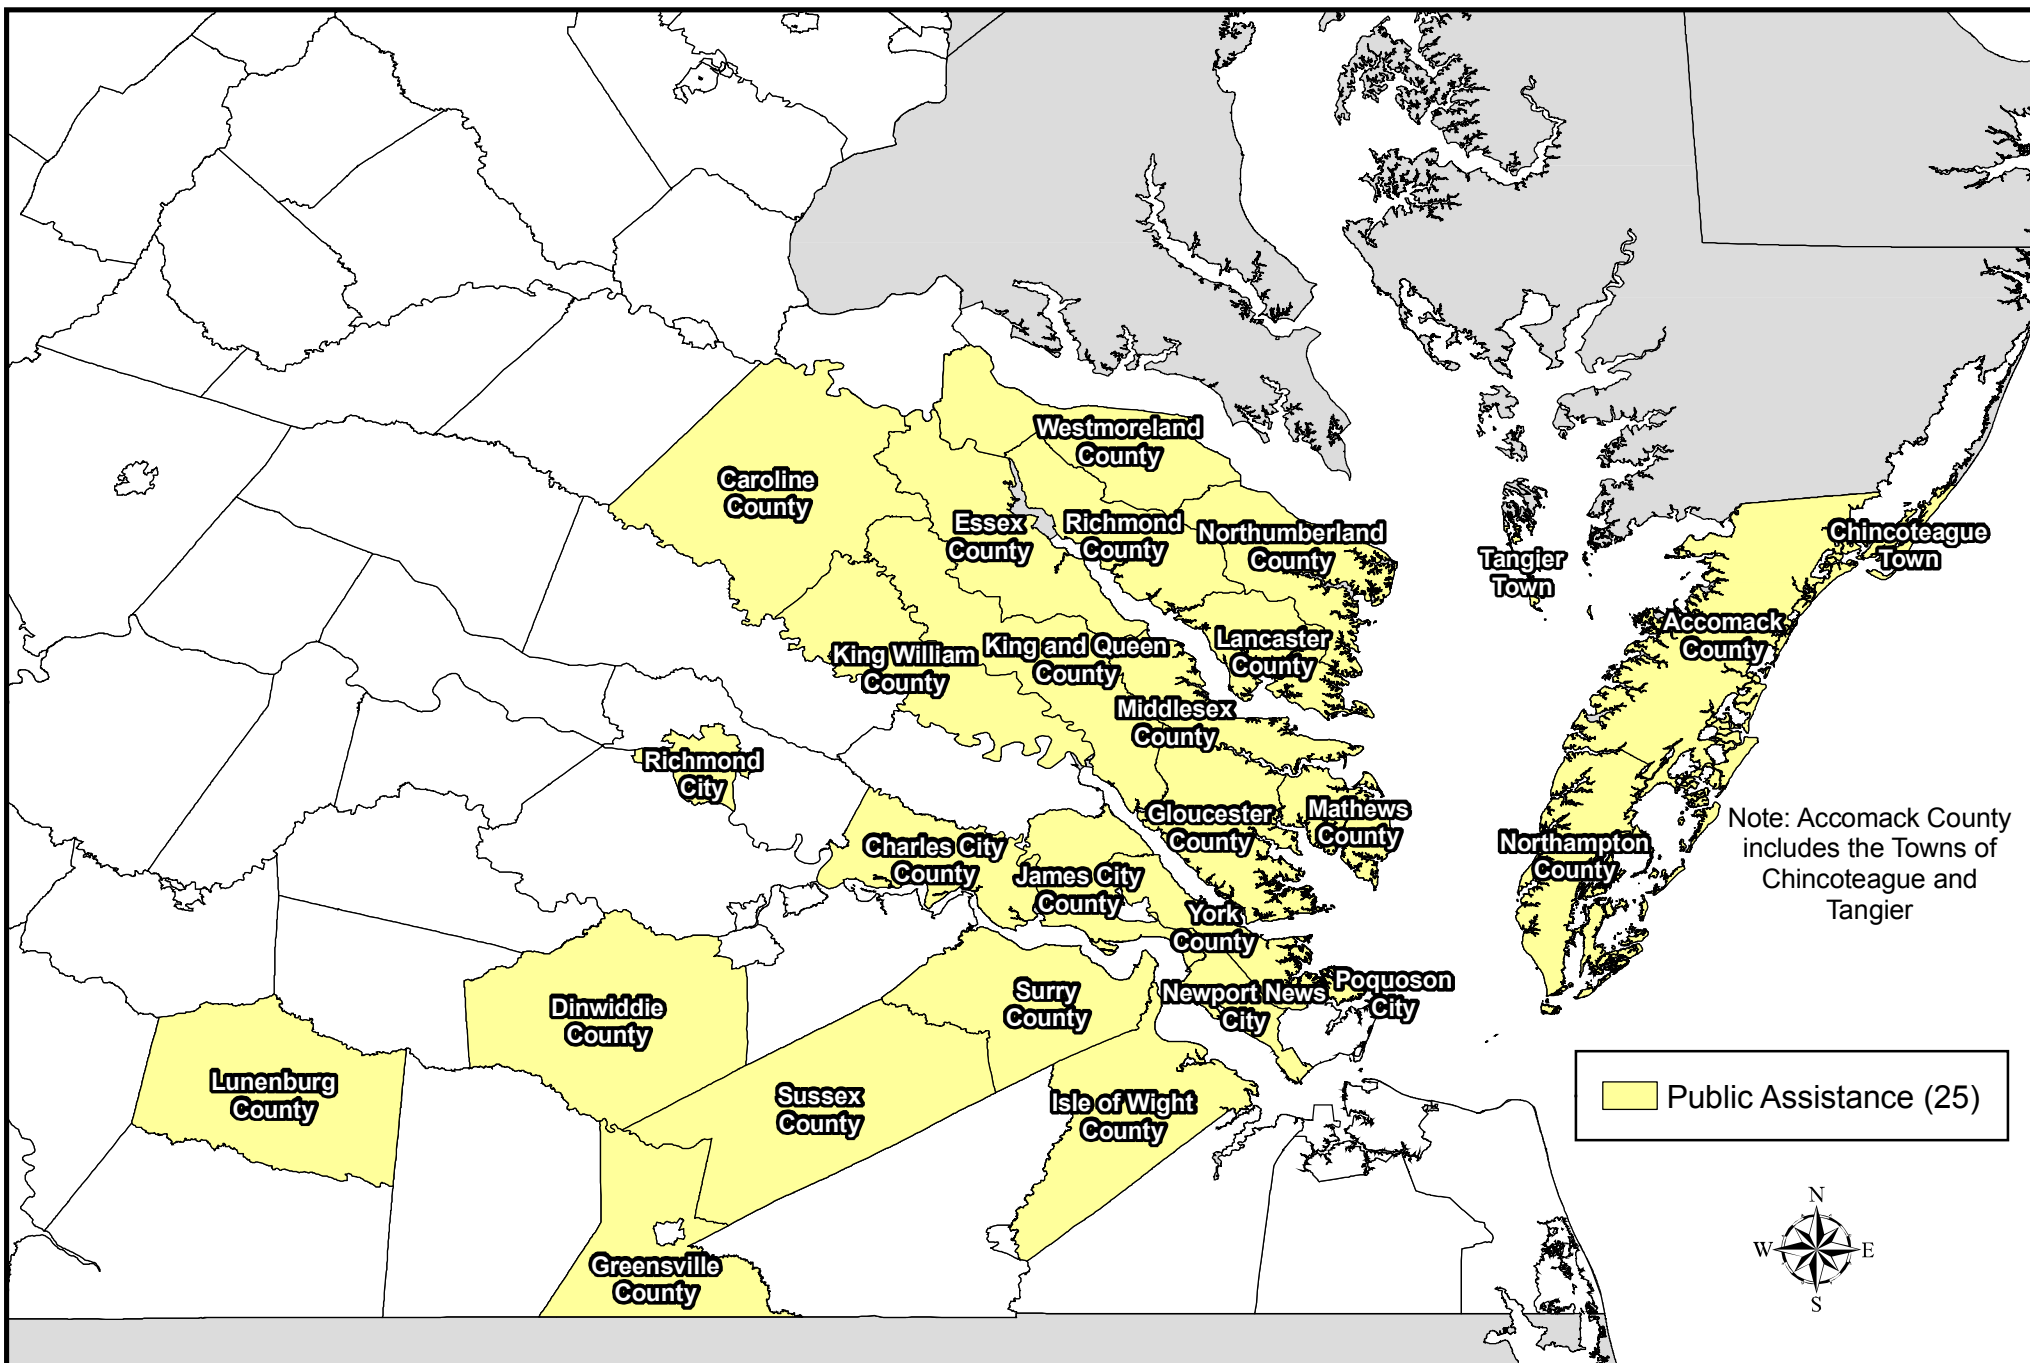 Westmoreland
County
Caroline
County
Essex
County
Richmond
County
Northumberland
County
Chincoteague
Town
Tangier
Town
Accomack
County
King William
County
King and Queen
County
Lancaster
County
Middlesex
County
Richmond
City
Gloucester
County
Mathews
County
Note: Accomack County
includes the Towns of
Chincoteague and
Tangier
Northampton
County
Charles City
County
James City
County
York
County
Poquoson
City
Newport News
City
Surry
County
Dinwiddie
County
Lunenburg
County
Sussex
County
Isle of Wight
County
Public Assistance (25)
Greensville
County
N
W
E
S